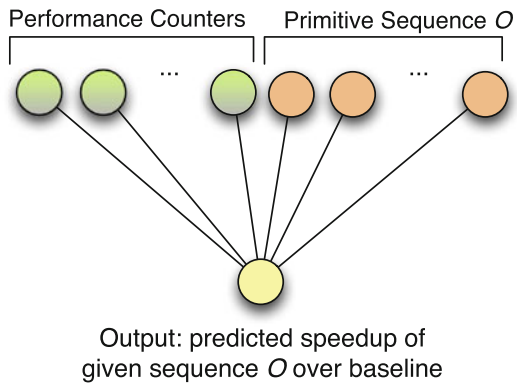 Performance Counters
Primitive Sequence O
...
...
Output: predicted speedup of
given sequence O over baseline